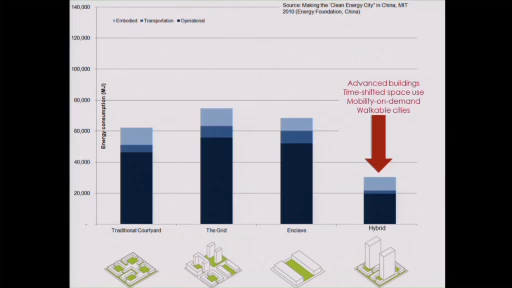 140,000
Source: Making the 'Clean Energy City" in China, MIT
2010 (Energy Foundation, China)
Embodied Transportation Operational
120,000
100,000
80,000
60,000
40,000
20,000
-
Energy consumption (MJ)
Advanced buildings
Time-shifted space use
Mobility-on-demand
Walkable cities
Traditional Courtyard
The Grid
Enclave
Hybrid